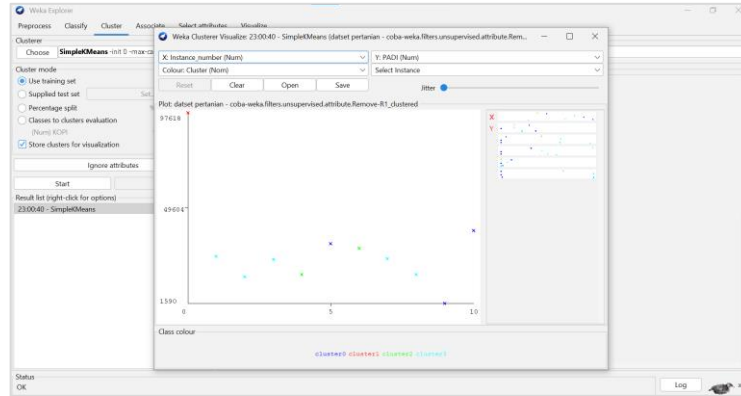 Weka Explorer
Preprocess Classify Cluster Associate Select attributes Visualize
Clusterer
Choose SimpleKMeans -init 0 -max-ca
Cluster mode
Use training set
Supplied test set Set...
Percentage split %
Classes to clusters evaluation
(Num) KOPI
Store clusters for visualization
Ignore attributes
Start
Result list (right-click for options)
23:00:40 - SimpleKMeans
Status
OK
Log
Weka Clusterer Visualize: 23:00:40 - SimpleKMeans (datset pertanian - coba-weka.filters.unsupervised.attribute.Rem...
X: Instance_number (Num) Y: PADI (Num)
Colour: Cluster (Nom) Select Instance
Reset Clear Open Save Jitter
Plot: datset pertanian - coba-weka.filters.unsupervised.attribute.Remove-R1_clustered
97618
49604
1590
0 5 10
X
Y
Class colour
cluster0 cluster1 cluster2 cluster3